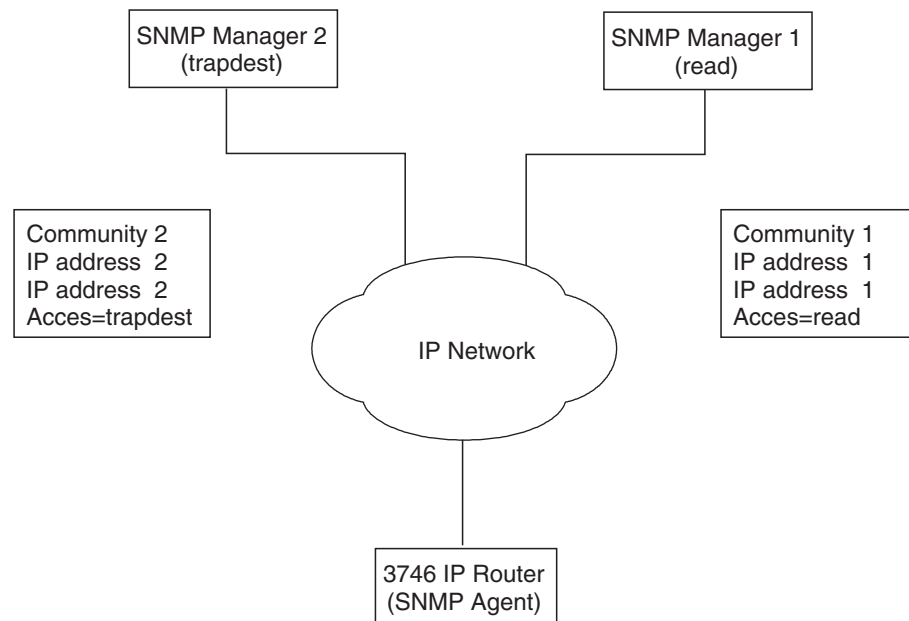 SNMP Manager 2
(trapdest)
SNMP Manager 1
(read)
Community 2
IP address 2
IP address 2
Acces=trapdest
Community 1
IP address 1
IP address 1
Acces=read
IP Network
3746 IP Router
(SNMP Agent)